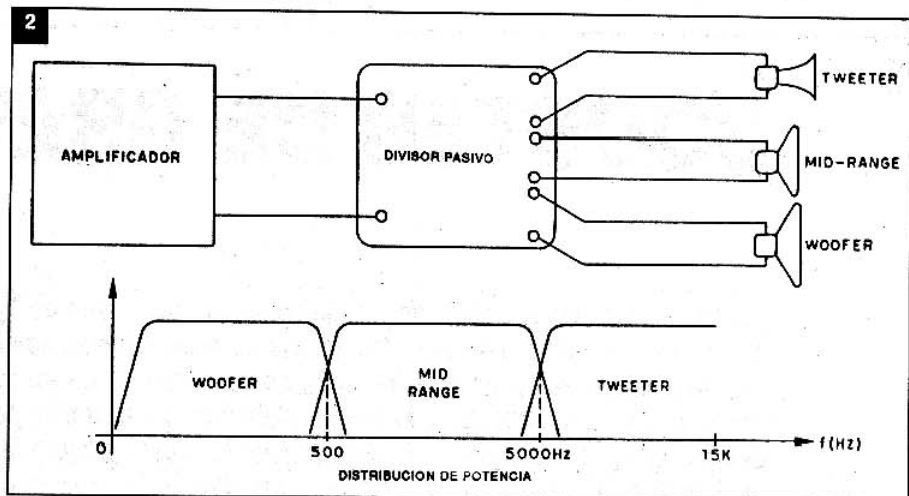 2
TWEETER
AMPLIFICADOR
DIVISOR PASIVO
MID-RANGE
WOOFER
WOOFER
MID
RANGE
TWEETER
0
500
5000HZ
15K
f(Hz)
DISTRIBUCION DE POTENCIA